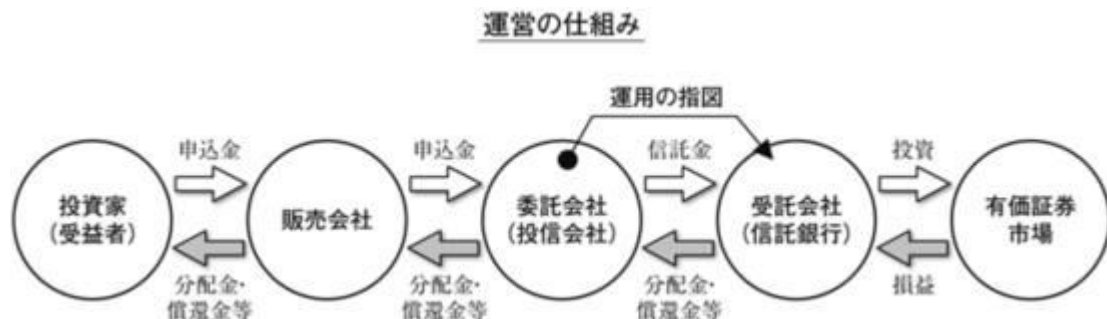 運営の仕組み
運用の指図
申込金
申込金
信託金
投資
投資家
(受益者)
販売会社
委託会社
(投信会社)
受託会社
(信託銀行)
有価証券
市場
分配金・
償還金等
分配金・
償還金等
分配金・
償還金等
損益